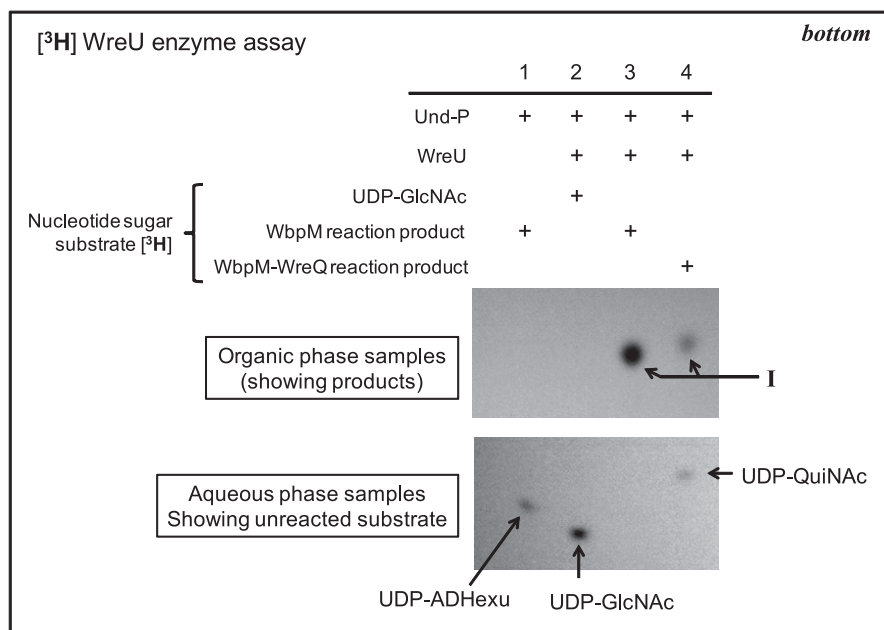 [³H] WreU enzyme assay
bottom
1 2 3 4
Und-P + + + +
WreU + + +
UDP-GlcNAc +
Nucleotide sugar
substrate [³H]
WbpM reaction product + +
WbpM-WreQ reaction product +
Organic phase samples
(showing products)
I
Aqueous phase samples
Showing unreacted substrate
UDP-QuiNAc
UDP-ADHexu
UDP-GlcNAc